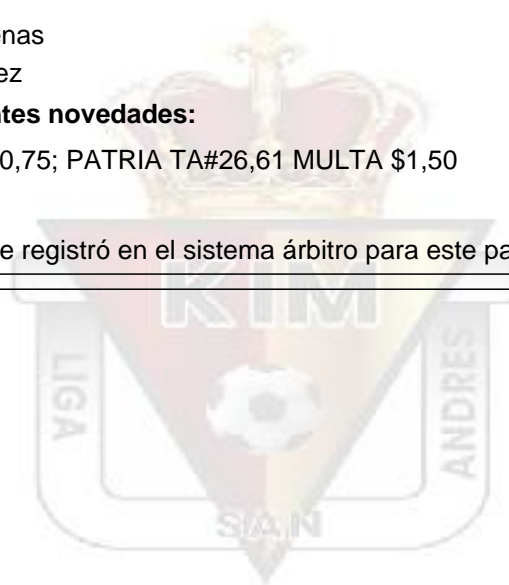 enas
ez
ntes novedades:
0,75; PATRIA TA#26,61 MULTA $1,50
e registró en el sistema árbitro para este pa
KIM
LIGA
ANDRES
SAN